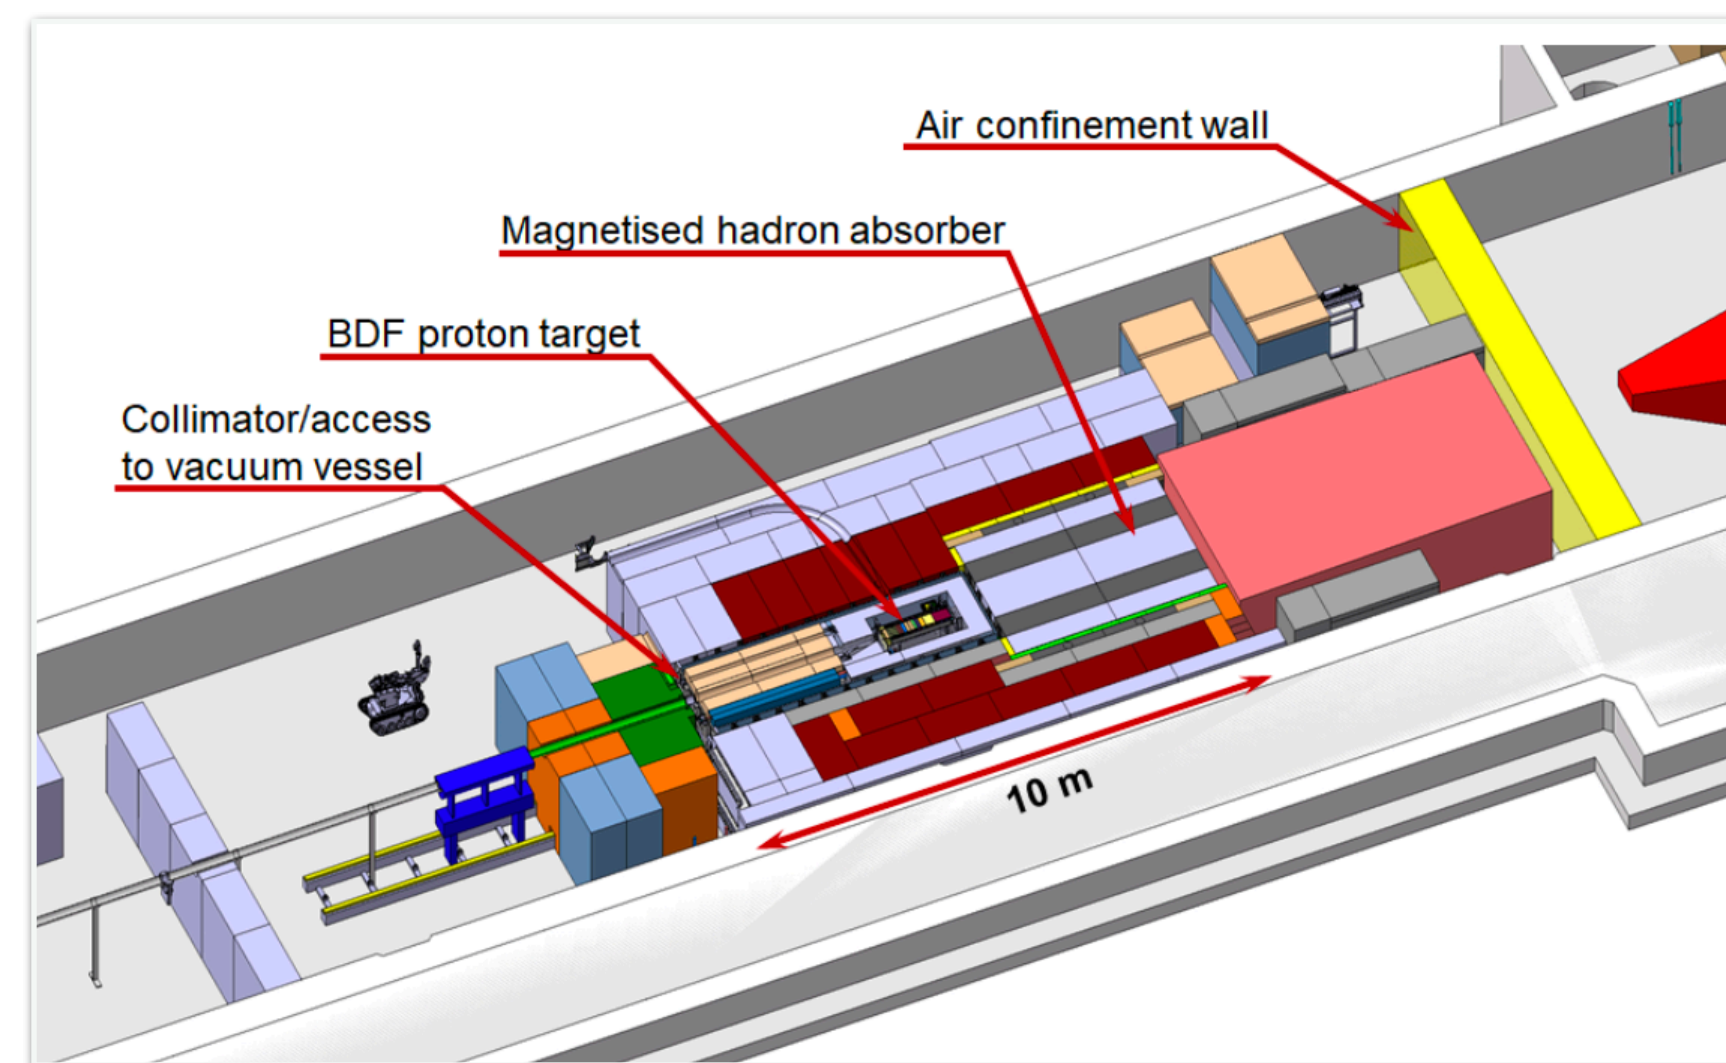 Air confinement wall
Magnetised hadron absorber
BDF proton target
Collimator/access
to vacuum vessel
10 m